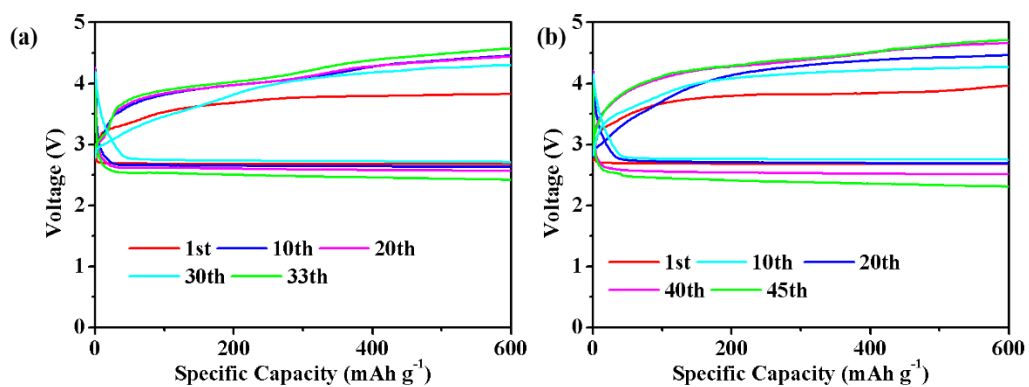 (a)
Voltage (V)
5
4
3
2
1
0
1st 10th 20th
30th 33th
0 200 400 600
Specific Capacity (mAh g⁻¹)
(b)
Voltage (V)
5
4
3
2
1
0
1st 10th 20th
40th 45th
0 200 400 600
Specific Capacity (mAh g⁻¹)